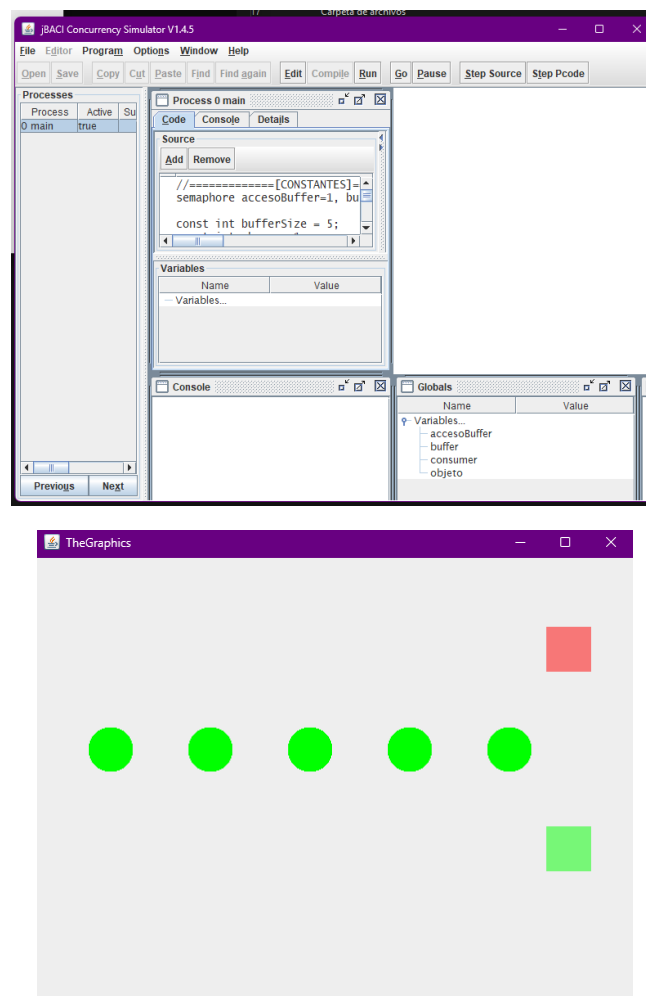 Carpeta de archivos
jBACI Concurrency Simulator V1.4.5
File Editor Program Options Window Help
Open Save Copy Cut Paste Find Find again Edit Compile Run Go Pause Step Source Step Pcode
Processes
Process Active Su
0 main true
Previous Next
Process 0 main
Code Console Details
Source
Add Remove
//=============[CONSTANTES]=
semaphore accesoBuffer=1, bu
const int bufferSize = 5;
Variables
Name Value
Variables...
Console
Globals
Name Value
Variables...
accesoBuffer
buffer
consumer
objeto
TheGraphics